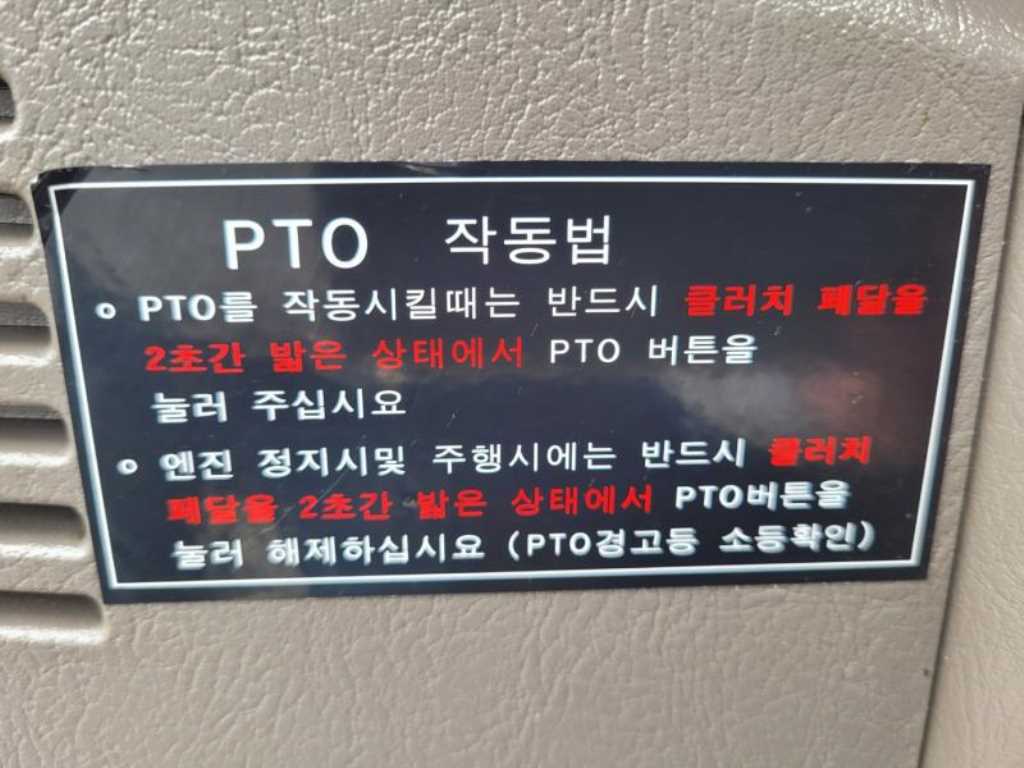 PTO 작동법
o PTO를 작동시킬때는 반드시 클러치 페달을
2초간 밟은 상태에서 PTO 버튼을
눌러 주십시요
o 엔진 정지시및 주행시에는 반드시 클러치
페달을 2초간 밟은 상태에서 PTO버튼을
눌러 해제하십시요 (PTO경고등 소등확인)